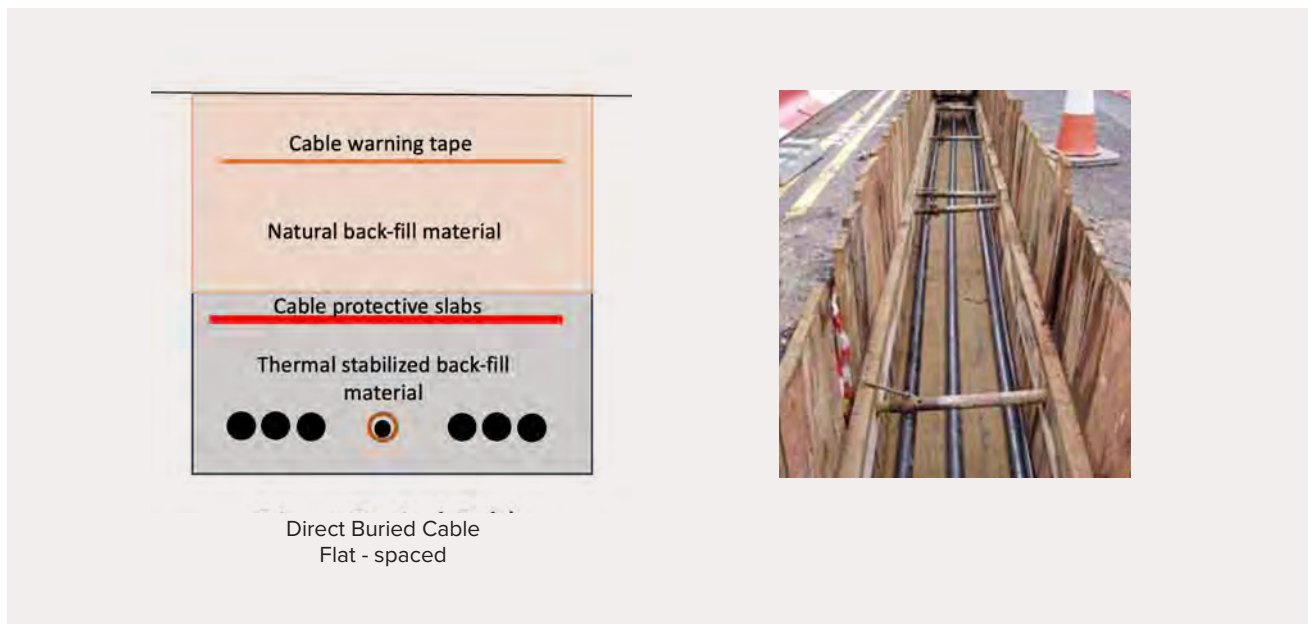 Cable warning tape
Natural back-fill material
Cable protective slabs
Thermal stabilized back-fill
material
Direct Buried Cable
Flat - spaced